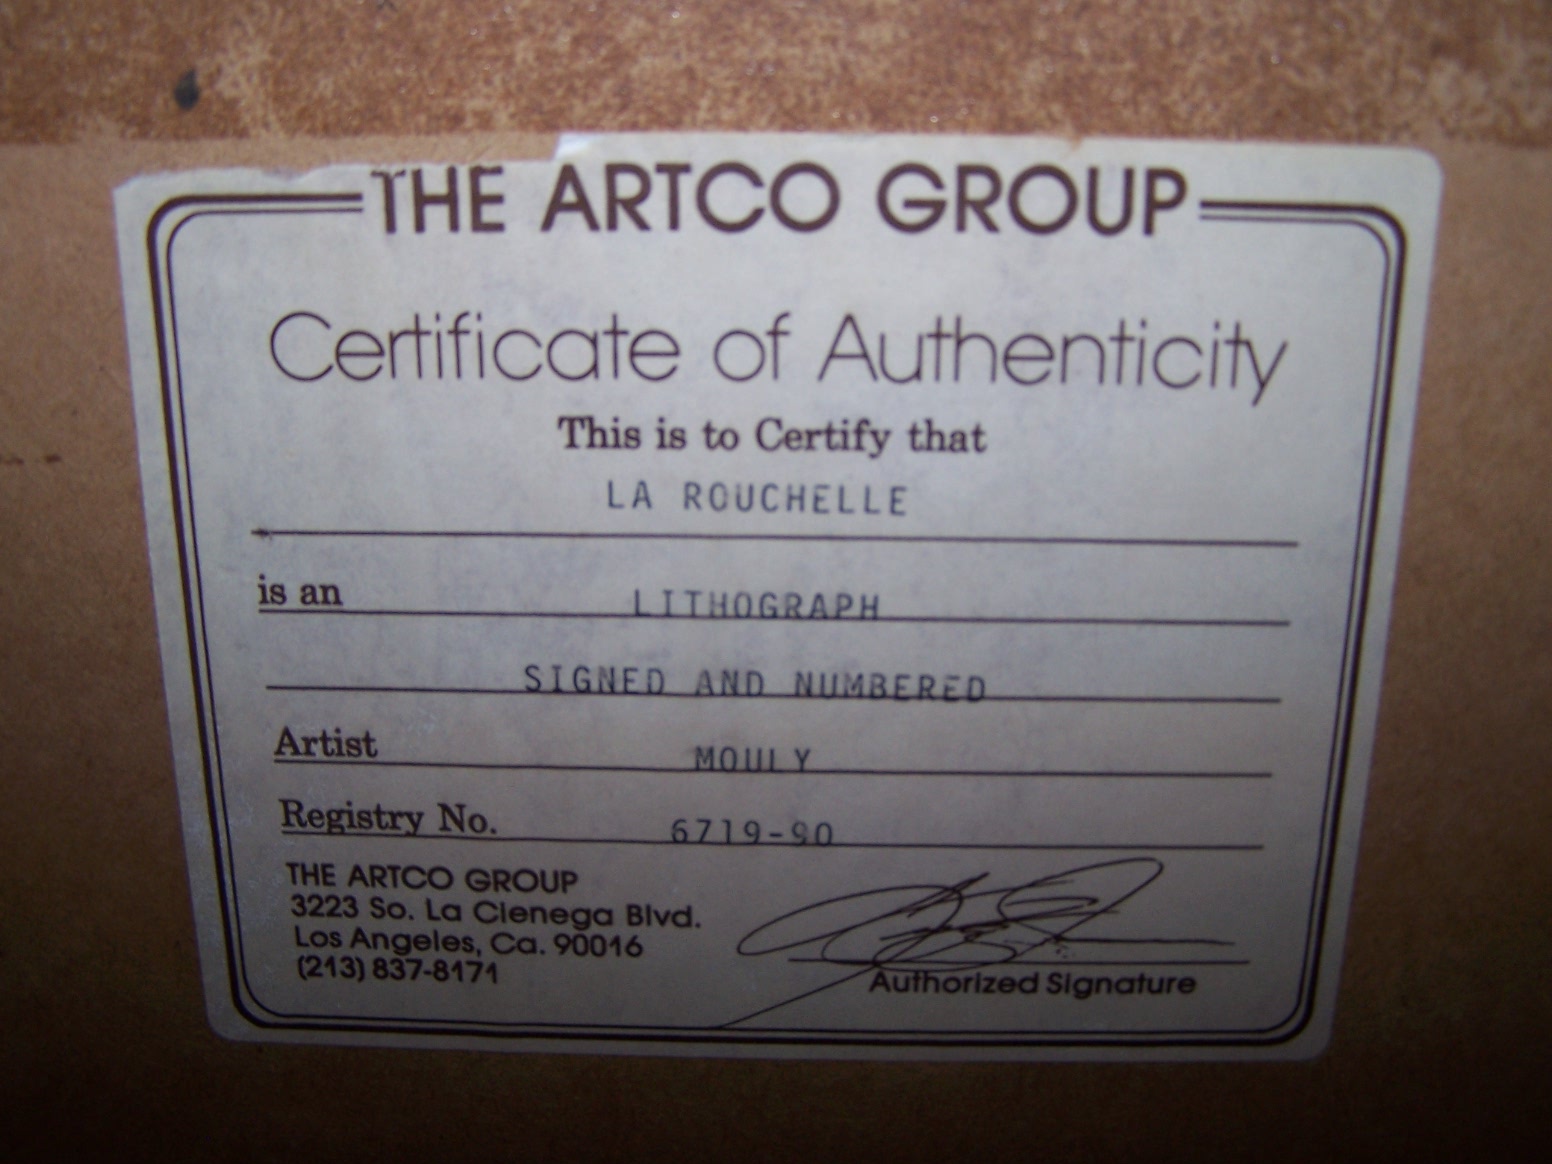 THE ARTCO GROUP
Certificate of Authenticity
This is to Certify that
LA ROUCHELLE
is an LITHOGRAPH
SIGNED AND NUMBERED
Artist MOULY
Registry No. 6719-90
THE ARTCO GROUP
3223 So. La Cienega Blvd.
Los Angeles, Ca. 90016
(213) 837-8171
Authorized Signature